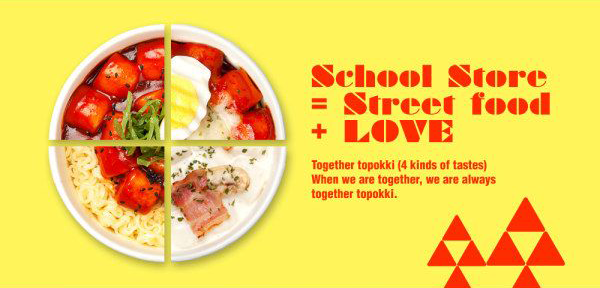 School Store
= Street food
+ LOVE
Together topokki (4 kinds of tastes)
When we are together, we are always
together topokki.